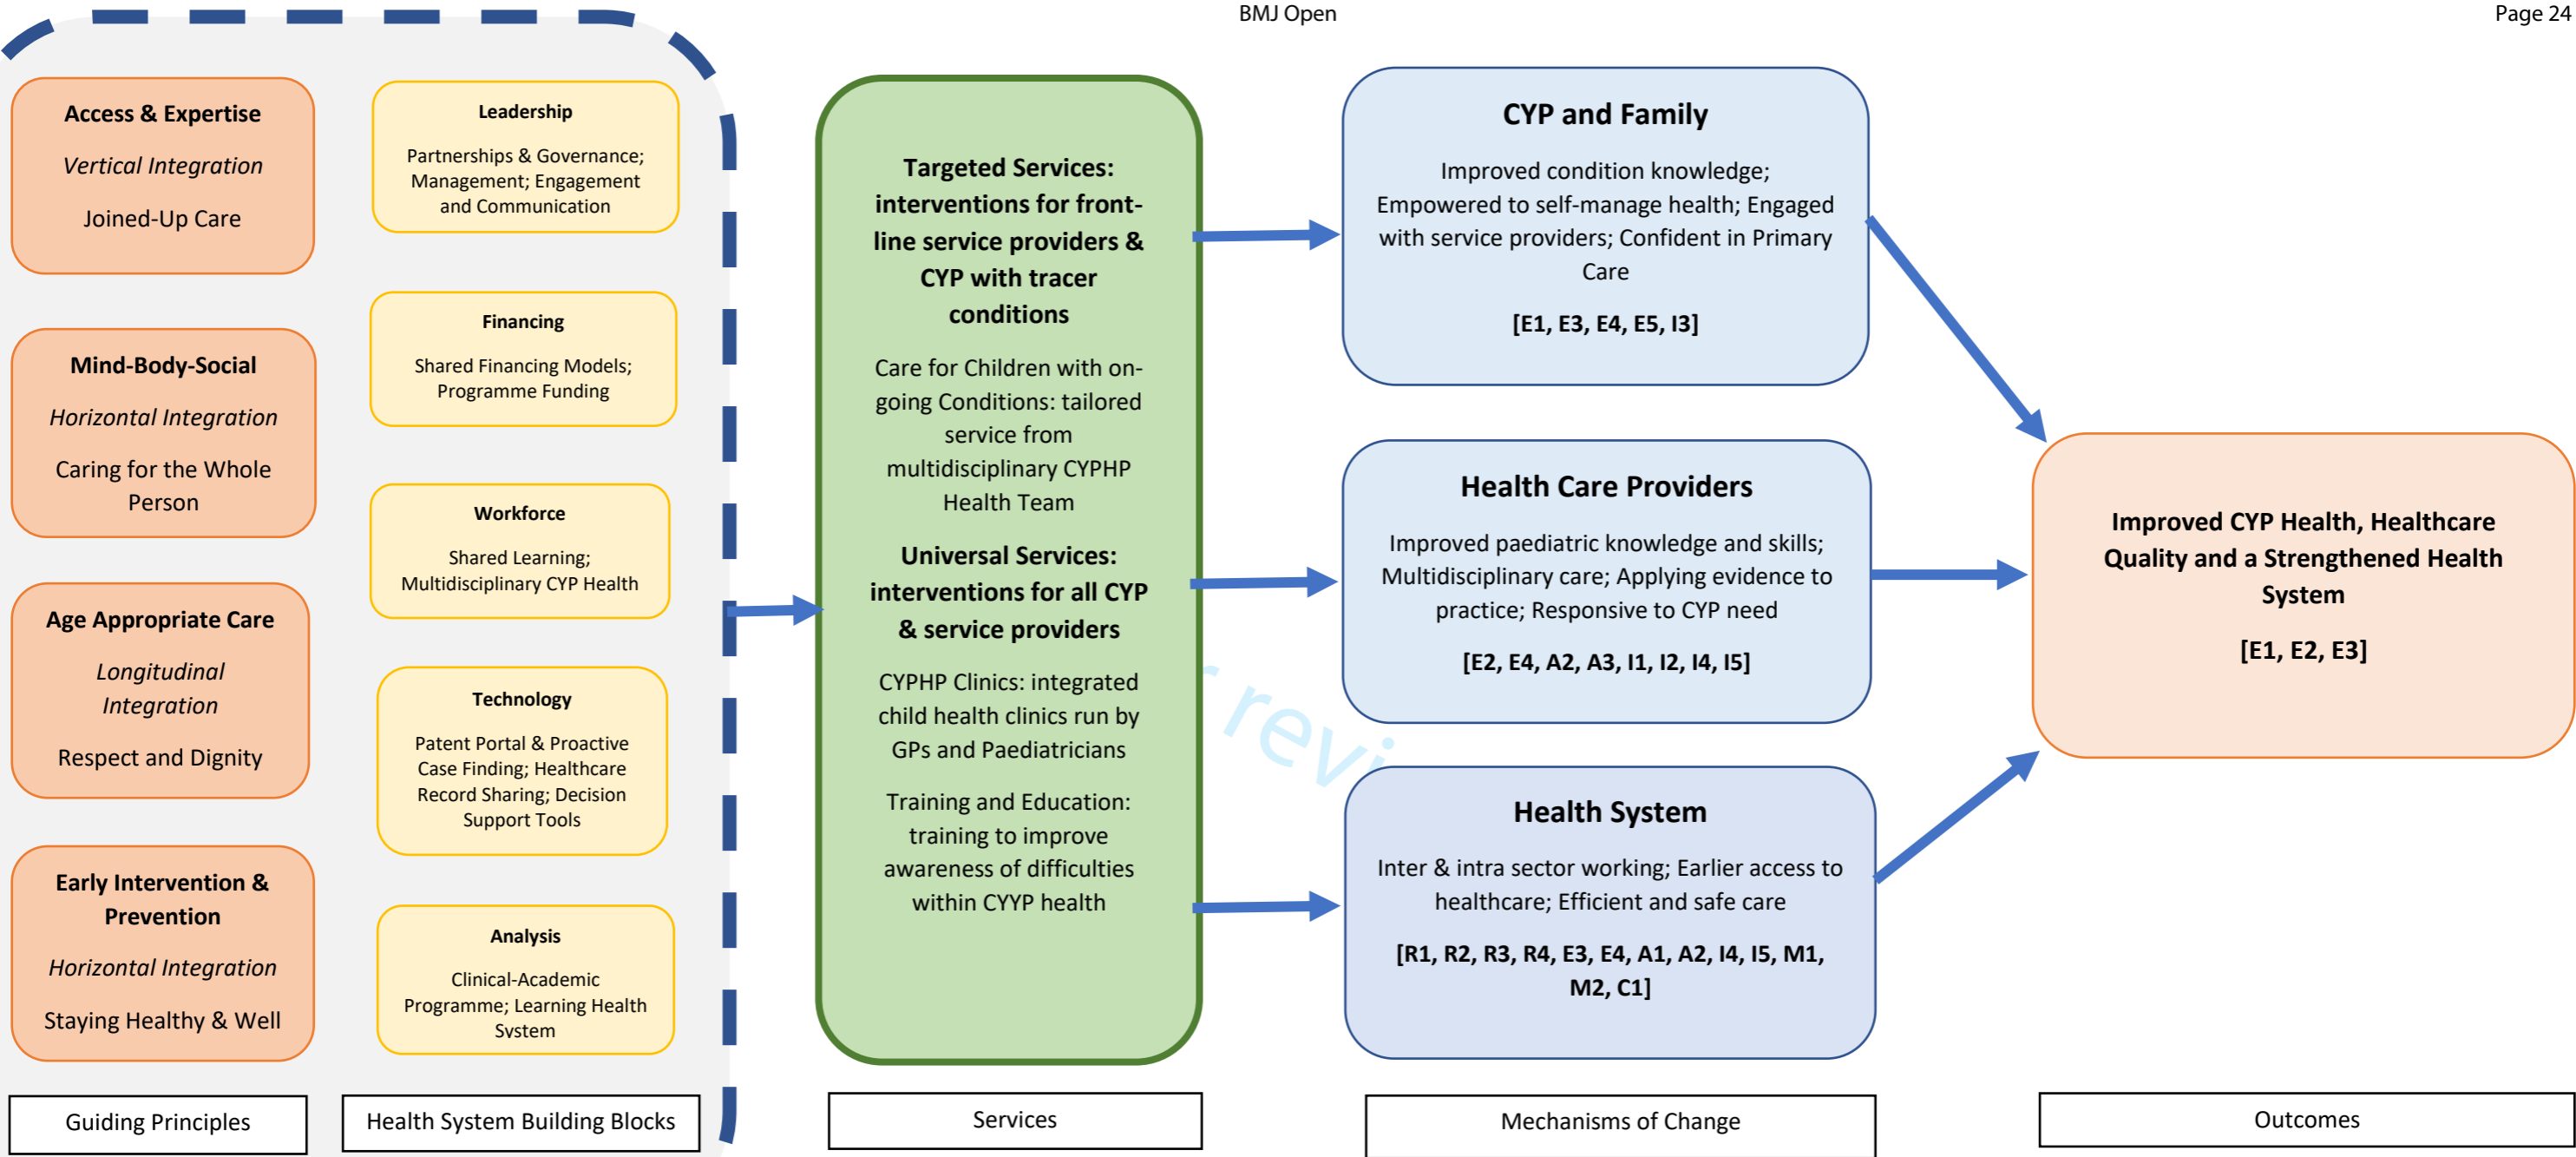 BMJ Open
Page 24
Access & Expertise
Vertical Integration
Joined-Up Care
Mind-Body-Social
Horizontal Integration
Caring for the Whole
Person
Age Appropriate Care
Longitudinal
Integration
Respect and Dignity
Early Intervention &
Prevention
Horizontal Integration
Staying Healthy & Well
Guiding Principles
Leadership
Partnerships & Governance;
Management; Engagement
and Communication
Financing
Shared Financing Models;
Programme Funding
Workforce
Shared Learning;
Multidisciplinary CYP Health
Technology
Patent Portal & Proactive
Case Finding; Healthcare
Record Sharing; Decision
Support Tools
Analysis
Clinical-Academic
Programme; Learning Health
System
Health System Building Blocks
Targeted Services:
interventions for front-
line service providers &
CYP with tracer
conditions
Care for Children with on-
going Conditions: tailored
service from
multidisciplinary CYPHP
Health Team
Universal Services:
interventions for all CYP
& service providers
CYPHP Clinics: integrated
child health clinics run by
GPs and Paediatricians
Training and Education:
training to improve
awareness of difficulties
within CYYP health
Services
CYP and Family
Improved condition knowledge;
Empowered to self-manage health; Engaged
with service providers; Confident in Primary
Care
[E1, E3, E4, E5, I3]
Health Care Providers
Improved paediatric knowledge and skills;
Multidisciplinary care; Applying evidence to
practice; Responsive to CYP need
[E2, E4, A2, A3, I1, I2, I4, I5]
Health System
Inter & intra sector working; Earlier access to
healthcare; Efficient and safe care
[R1, R2, R3, R4, E3, E4, A1, A2, I4, I5, M1,
M2, C1]
Mechanisms of Change
Improved CYP Health, Healthcare
Quality and a Strengthened Health
System
[E1, E2, E3]
Outcomes